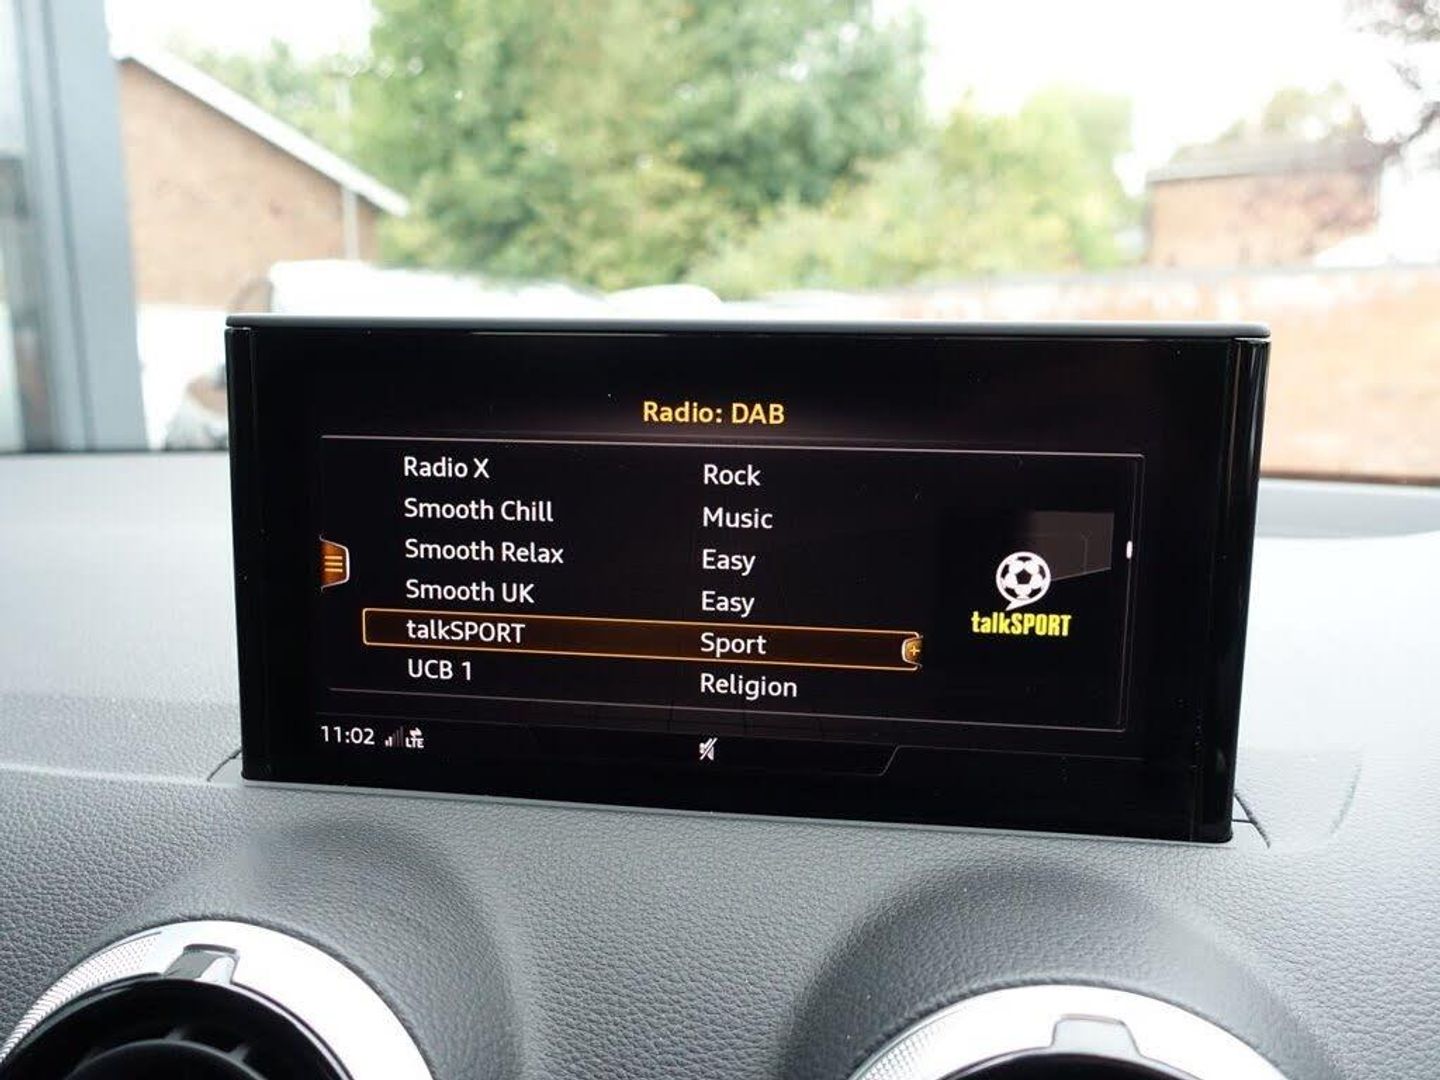 Radio: DAB
Radio X Rock
Smooth Chill Music
Smooth Relax Easy
Smooth UK Easy
talkSPORT Sport
UCB 1 Religion
talkSPORT
11:02 LTE